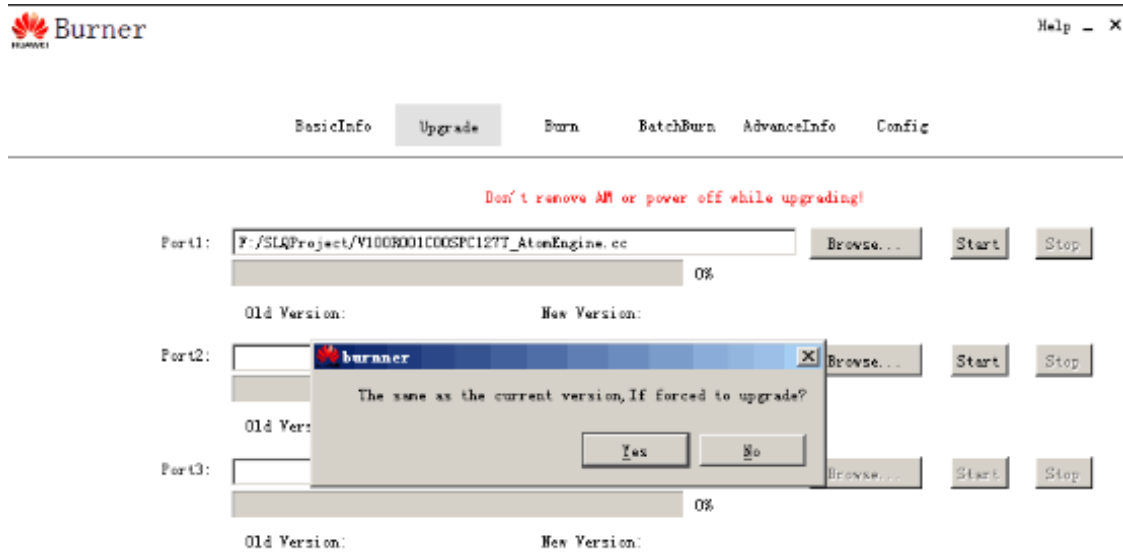 HUAWEI Burner
Help
BasicInfo Upgrade Burn BatchBurn AdvanceInfo Config
Don't remove AM or power off while upgrading!
Port1: F:/SLQProject/V100R001C00SPC127T_AtomEngine.cc Browse... Start Stop
0%
Old Version: New Version:
Port2: Browse... Start Stop
burnner
The same as the current version,If forced to upgrade?
Old Vers
Yes No
Port3: Browse... Start Stop
0%
Old Version: New Version: